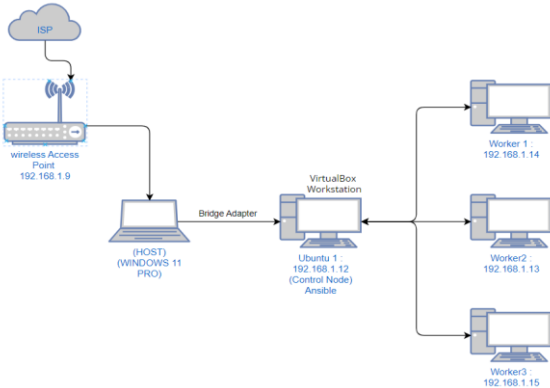 ISP
wireless Access
Point
192.168.1.9
(HOST)
(WINDOWS 11
PRO)
Bridge Adapter
VirtualBox
Workstation
Ubuntu 1 :
192.168.1.12
(Control Node)
Ansible
Worker 1 :
192.168.1.14
Worker2 :
192.168.1.13
Worker3 :
192.168.1.15